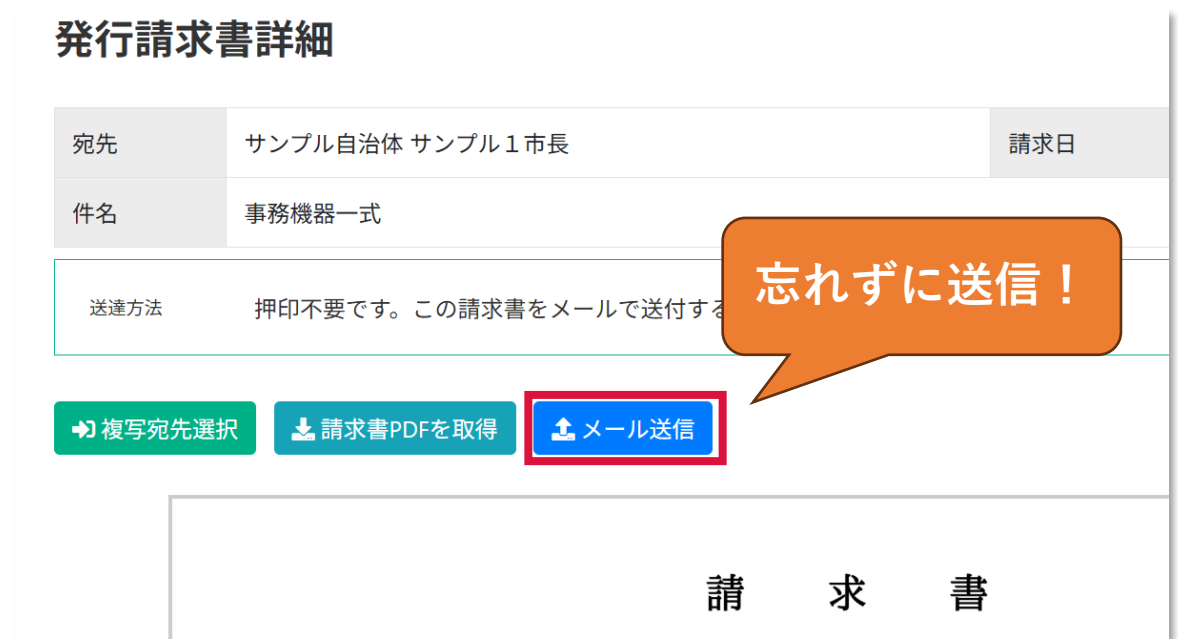 発行請求書詳細
宛先 サンプル自治体 サンプル１市長 請求日
件名 事務機器一式
忘れずに送信！
送達方法 押印不要です。この請求書をメールで送付する
複写宛先選択 請求書PDFを取得 メール送信
請 求 書